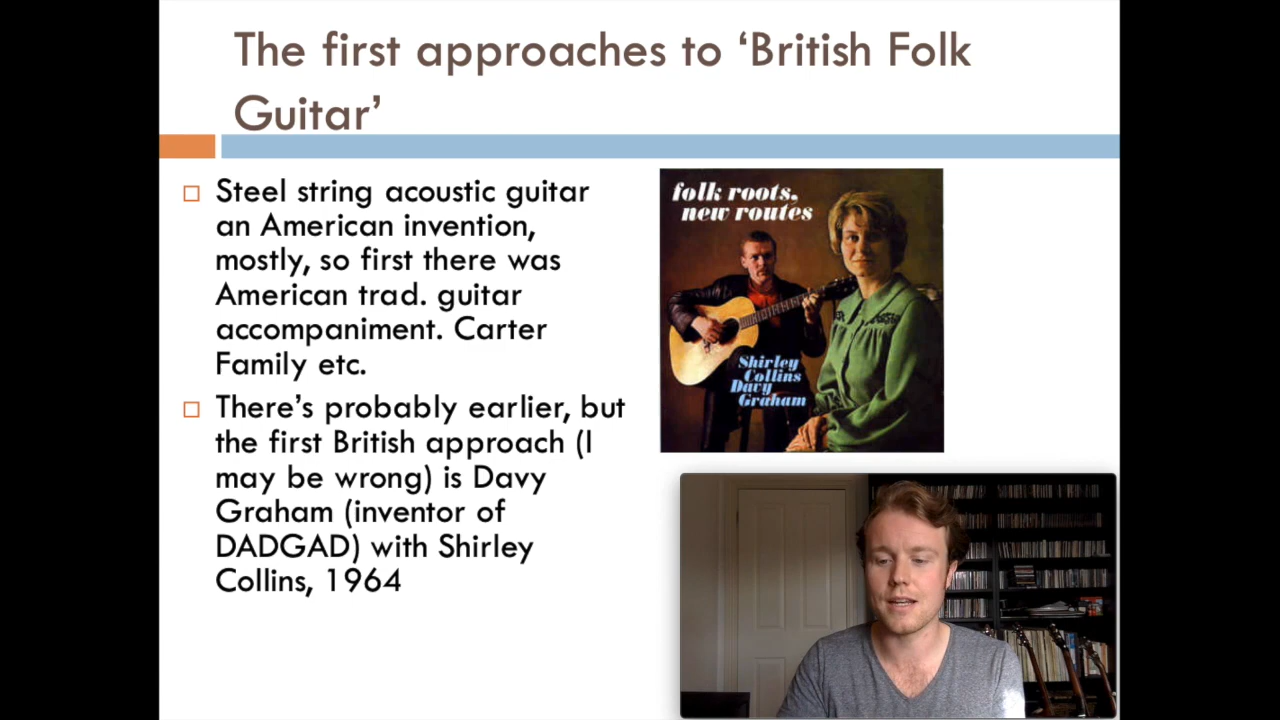 The first approaches to ‘British Folk
Guitar’
Steel string acoustic guitar
an American invention,
mostly, so first there was
American trad. guitar
accompaniment. Carter
Family etc.
There’s probably earlier, but
the first British approach (I
may be wrong) is Davy
Graham (inventor of
DADGAD) with Shirley
Collins, 1964
folk roots,
new routes
Shirley
Collins
Davy
Graham